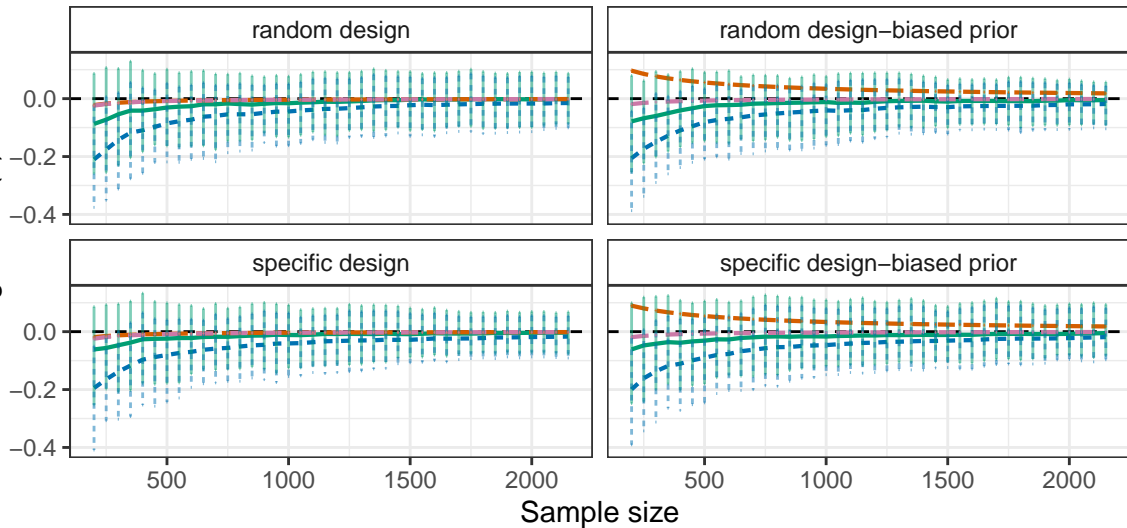 random design
random design−biased prior
0.0
−0.2
−0.4
specific design
specific design−biased prior
0.0
−0.2
−0.4
500
1000
1500
2000
500
1000
1500
2000
Sample size